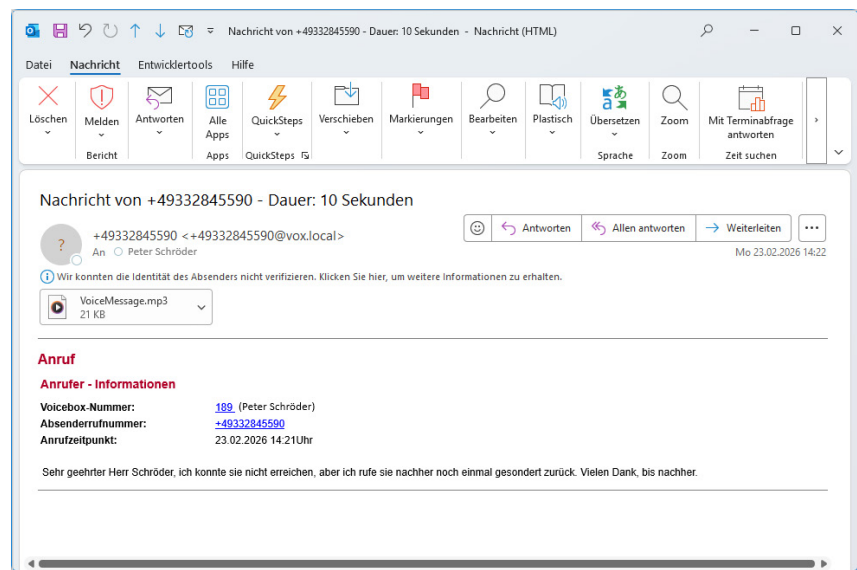 Nachricht von +49332845590 - Dauer: 10 Sekunden - Nachricht (HTML)
Datei Nachricht Entwicklertools Hilfe
Löschen Melden Antworten Alle Apps QuickSteps Verschieben Markierungen Bearbeiten Plastisch Übersetzen Zoom Mit Terminabfrage antworten
Bericht Apps QuickSteps Sprache Zoom Zeit suchen
Nachricht von +49332845590 - Dauer: 10 Sekunden
+49332845590 <+49332845590@vox.local>
An Peter Schröder
Antworten Allen antworten Weiterleiten
Mo 23.02.2026 14:22
Wir konnten die Identität des Absenders nicht verifizieren. Klicken Sie hier, um weitere Informationen zu erhalten.
VoiceMessage.mp3
21 KB
Anruf
Anrufer - Informationen
Voicebox-Nummer: 189 (Peter Schröder)
Absenderrufnummer: +49332845590
Anrufzeitpunkt: 23.02.2026 14:21Uhr
Sehr geehrter Herr Schröder, ich konnte sie nicht erreichen, aber ich rufe sie nachher noch einmal gesondert zurück. Vielen Dank, bis nachher.